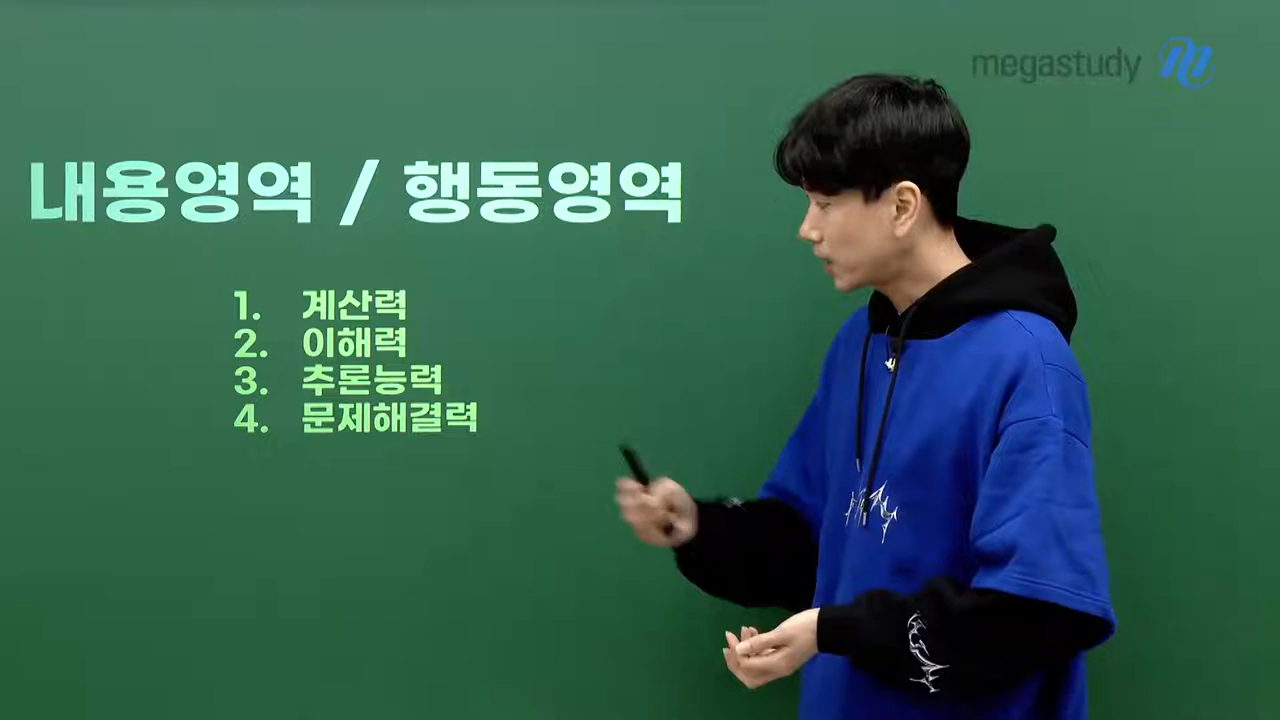 megastudy
내용영역 / 행동영역
1. 계산력
2. 이해력
3. 추론능력
4. 문제해결력